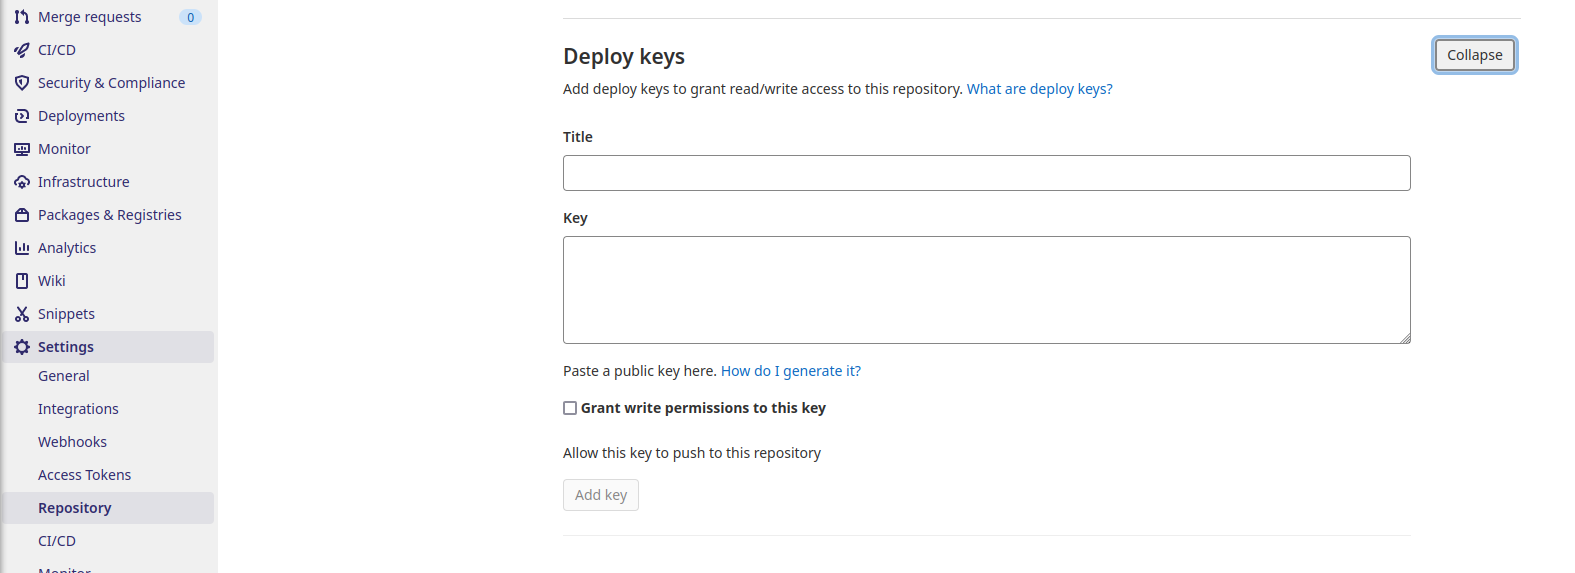 Merge requests 0
CI/CD
Security & Compliance
Deployments
Monitor
Infrastructure
Packages & Registries
Analytics
Wiki
Snippets
Settings
General
Integrations
Webhooks
Access Tokens
Repository
CI/CD
Monitor
Deploy keys
Collapse
Add deploy keys to grant read/write access to this repository. What are deploy keys?
Title
Key
Paste a public key here. How do I generate it?
Grant write permissions to this key
Allow this key to push to this repository
Add key